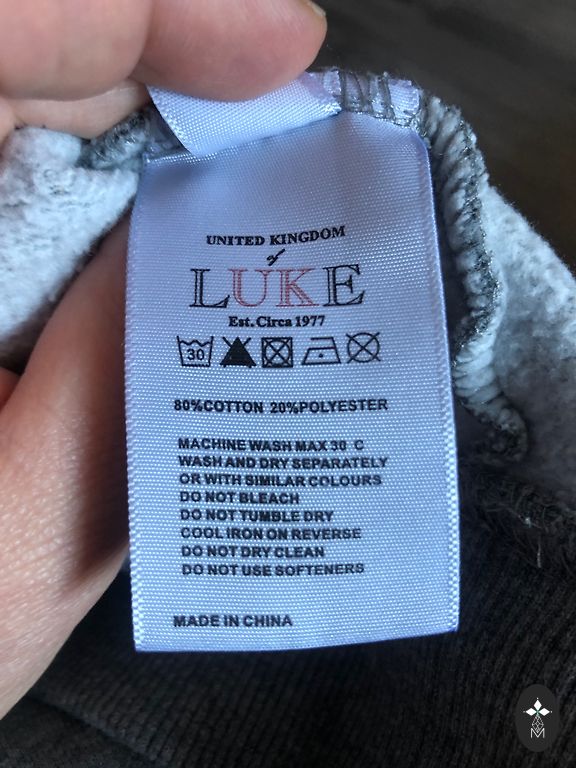 UNITED KINGDOM
of
LUKE
Est. Circa 1977
30
80%COTTON 20%POLYESTER
MACHINE WASH MAX 30 C
WASH AND DRY SEPARATELY
OR WITH SIMILAR COLOURS
DO NOT BLEACH
DO NOT TUMBLE DRY
COOL IRON ON REVERSE
DO NOT DRY CLEAN
DO NOT USE SOFTENERS
MADE IN CHINA
M